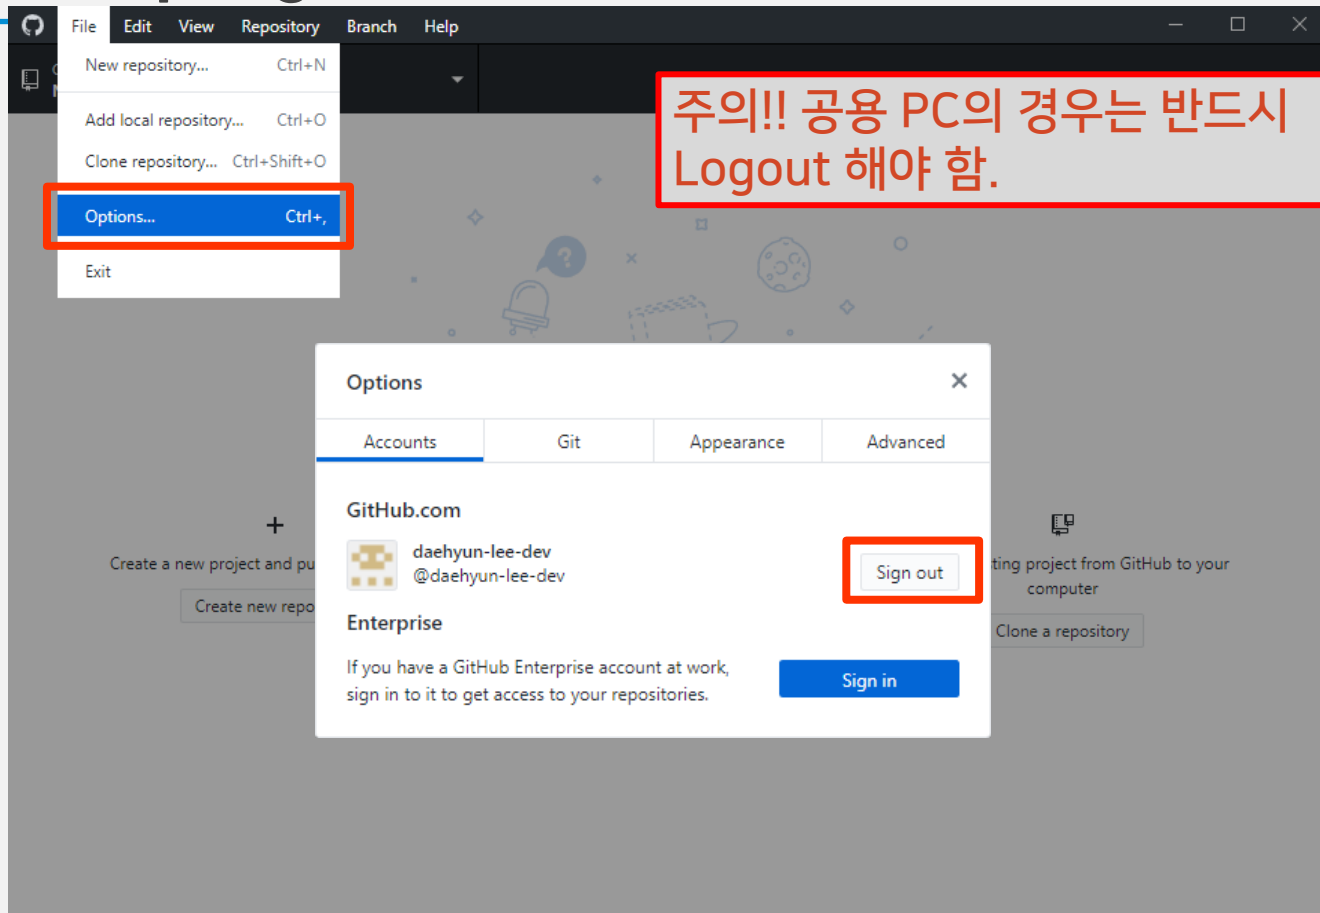 File Edit View Repository Branch Help
New repository... Ctrl+N
Add local repository... Ctrl+O
Clone repository... Ctrl+Shift+O
Options... Ctrl+,
Exit
주의!! 공용 PC의 경우는 반드시
Logout 해야 함.
Options
Accounts Git Appearance Advanced
GitHub.com
daehyun-lee-dev
@daehyun-lee-dev
Sign out
Enterprise
If you have a GitHub Enterprise account at work,
sign in to it to get access to your repositories.
Sign in
Create a new project and pu
Create new repo
ting project from GitHub to your
computer
Clone a repository